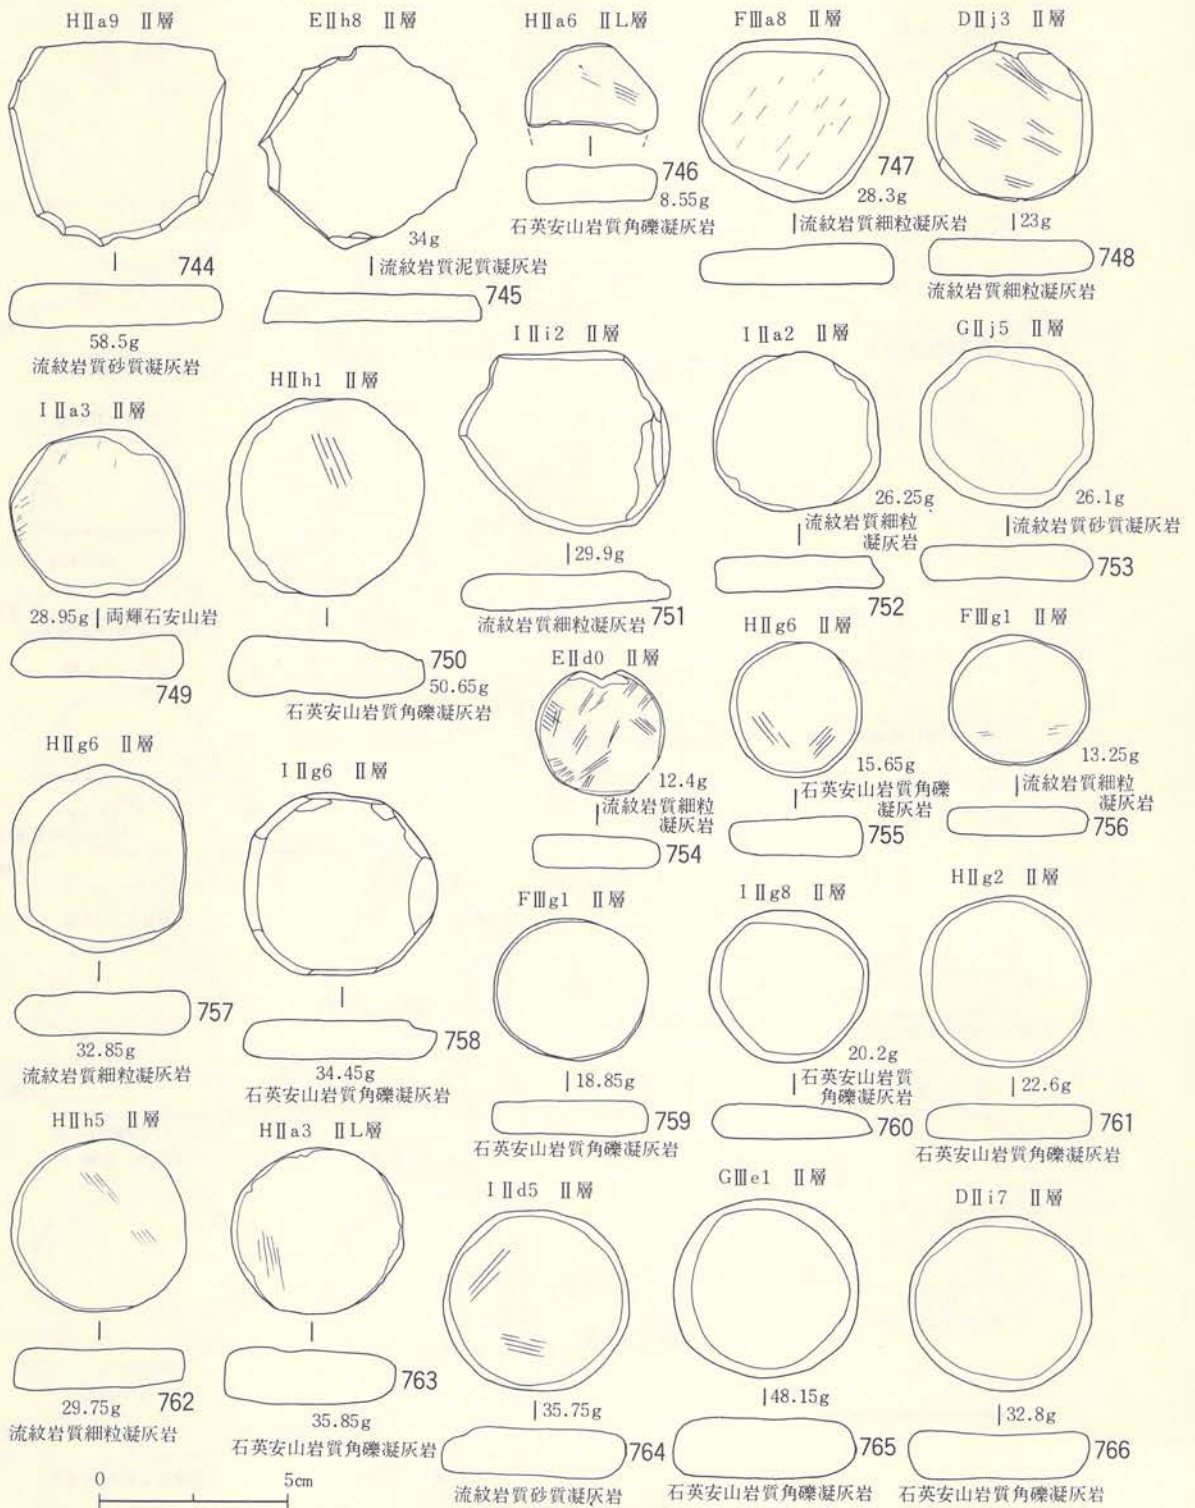 HⅡa9 Ⅱ層
744
58.5g
流紋岩質砂質凝灰岩
EⅡh8 Ⅱ層
34g
流紋岩質泥質凝灰岩
745
HⅡa6 ⅡL層
746
8.55g
石英安山岩質角礫凝灰岩
FⅢa8 Ⅱ層
747
28.3g
流紋岩質細粒凝灰岩
DⅡj3 Ⅱ層
23g
748
流紋岩質細粒凝灰岩
IⅡa3 Ⅱ層
28.95g 両輝石安山岩
749
HⅡh1 Ⅱ層
750
50.65g
石英安山岩質角礫凝灰岩
IⅡi2 Ⅱ層
29.9g
流紋岩質細粒凝灰岩 751
IⅡa2 Ⅱ層
26.25g
流紋岩質細粒
凝灰岩
752
GⅡj5 Ⅱ層
26.1g
流紋岩質砂質凝灰岩
753
EⅡd0 Ⅱ層
12.4g
流紋岩質細粒
凝灰岩
754
HⅡg6 Ⅱ層
15.65g
石英安山岩質角礫
凝灰岩
755
FⅢg1 Ⅱ層
13.25g
流紋岩質細粒
凝灰岩
756
HⅡg6 Ⅱ層
757
32.85g
流紋岩質細粒凝灰岩
IⅡg6 Ⅱ層
758
34.45g
石英安山岩質角礫凝灰岩
FⅢg1 Ⅱ層
18.85g
759
石英安山岩質角礫凝灰岩
IⅡg8 Ⅱ層
20.2g
石英安山岩質
角礫凝灰岩
760
HⅡg2 Ⅱ層
22.6g
761
石英安山岩質角礫凝灰岩
HⅡh5 Ⅱ層
29.75g 762
流紋岩質細粒凝灰岩
HⅡa3 ⅡL層
763
35.85g
石英安山岩質角礫凝灰岩
IⅡd5 Ⅱ層
35.75g
764
流紋岩質砂質凝灰岩
GⅢe1 Ⅱ層
48.15g
765
石英安山岩質角礫凝灰岩
DⅡi7 Ⅱ層
32.8g
766
石英安山岩質角礫凝灰岩
0 5cm